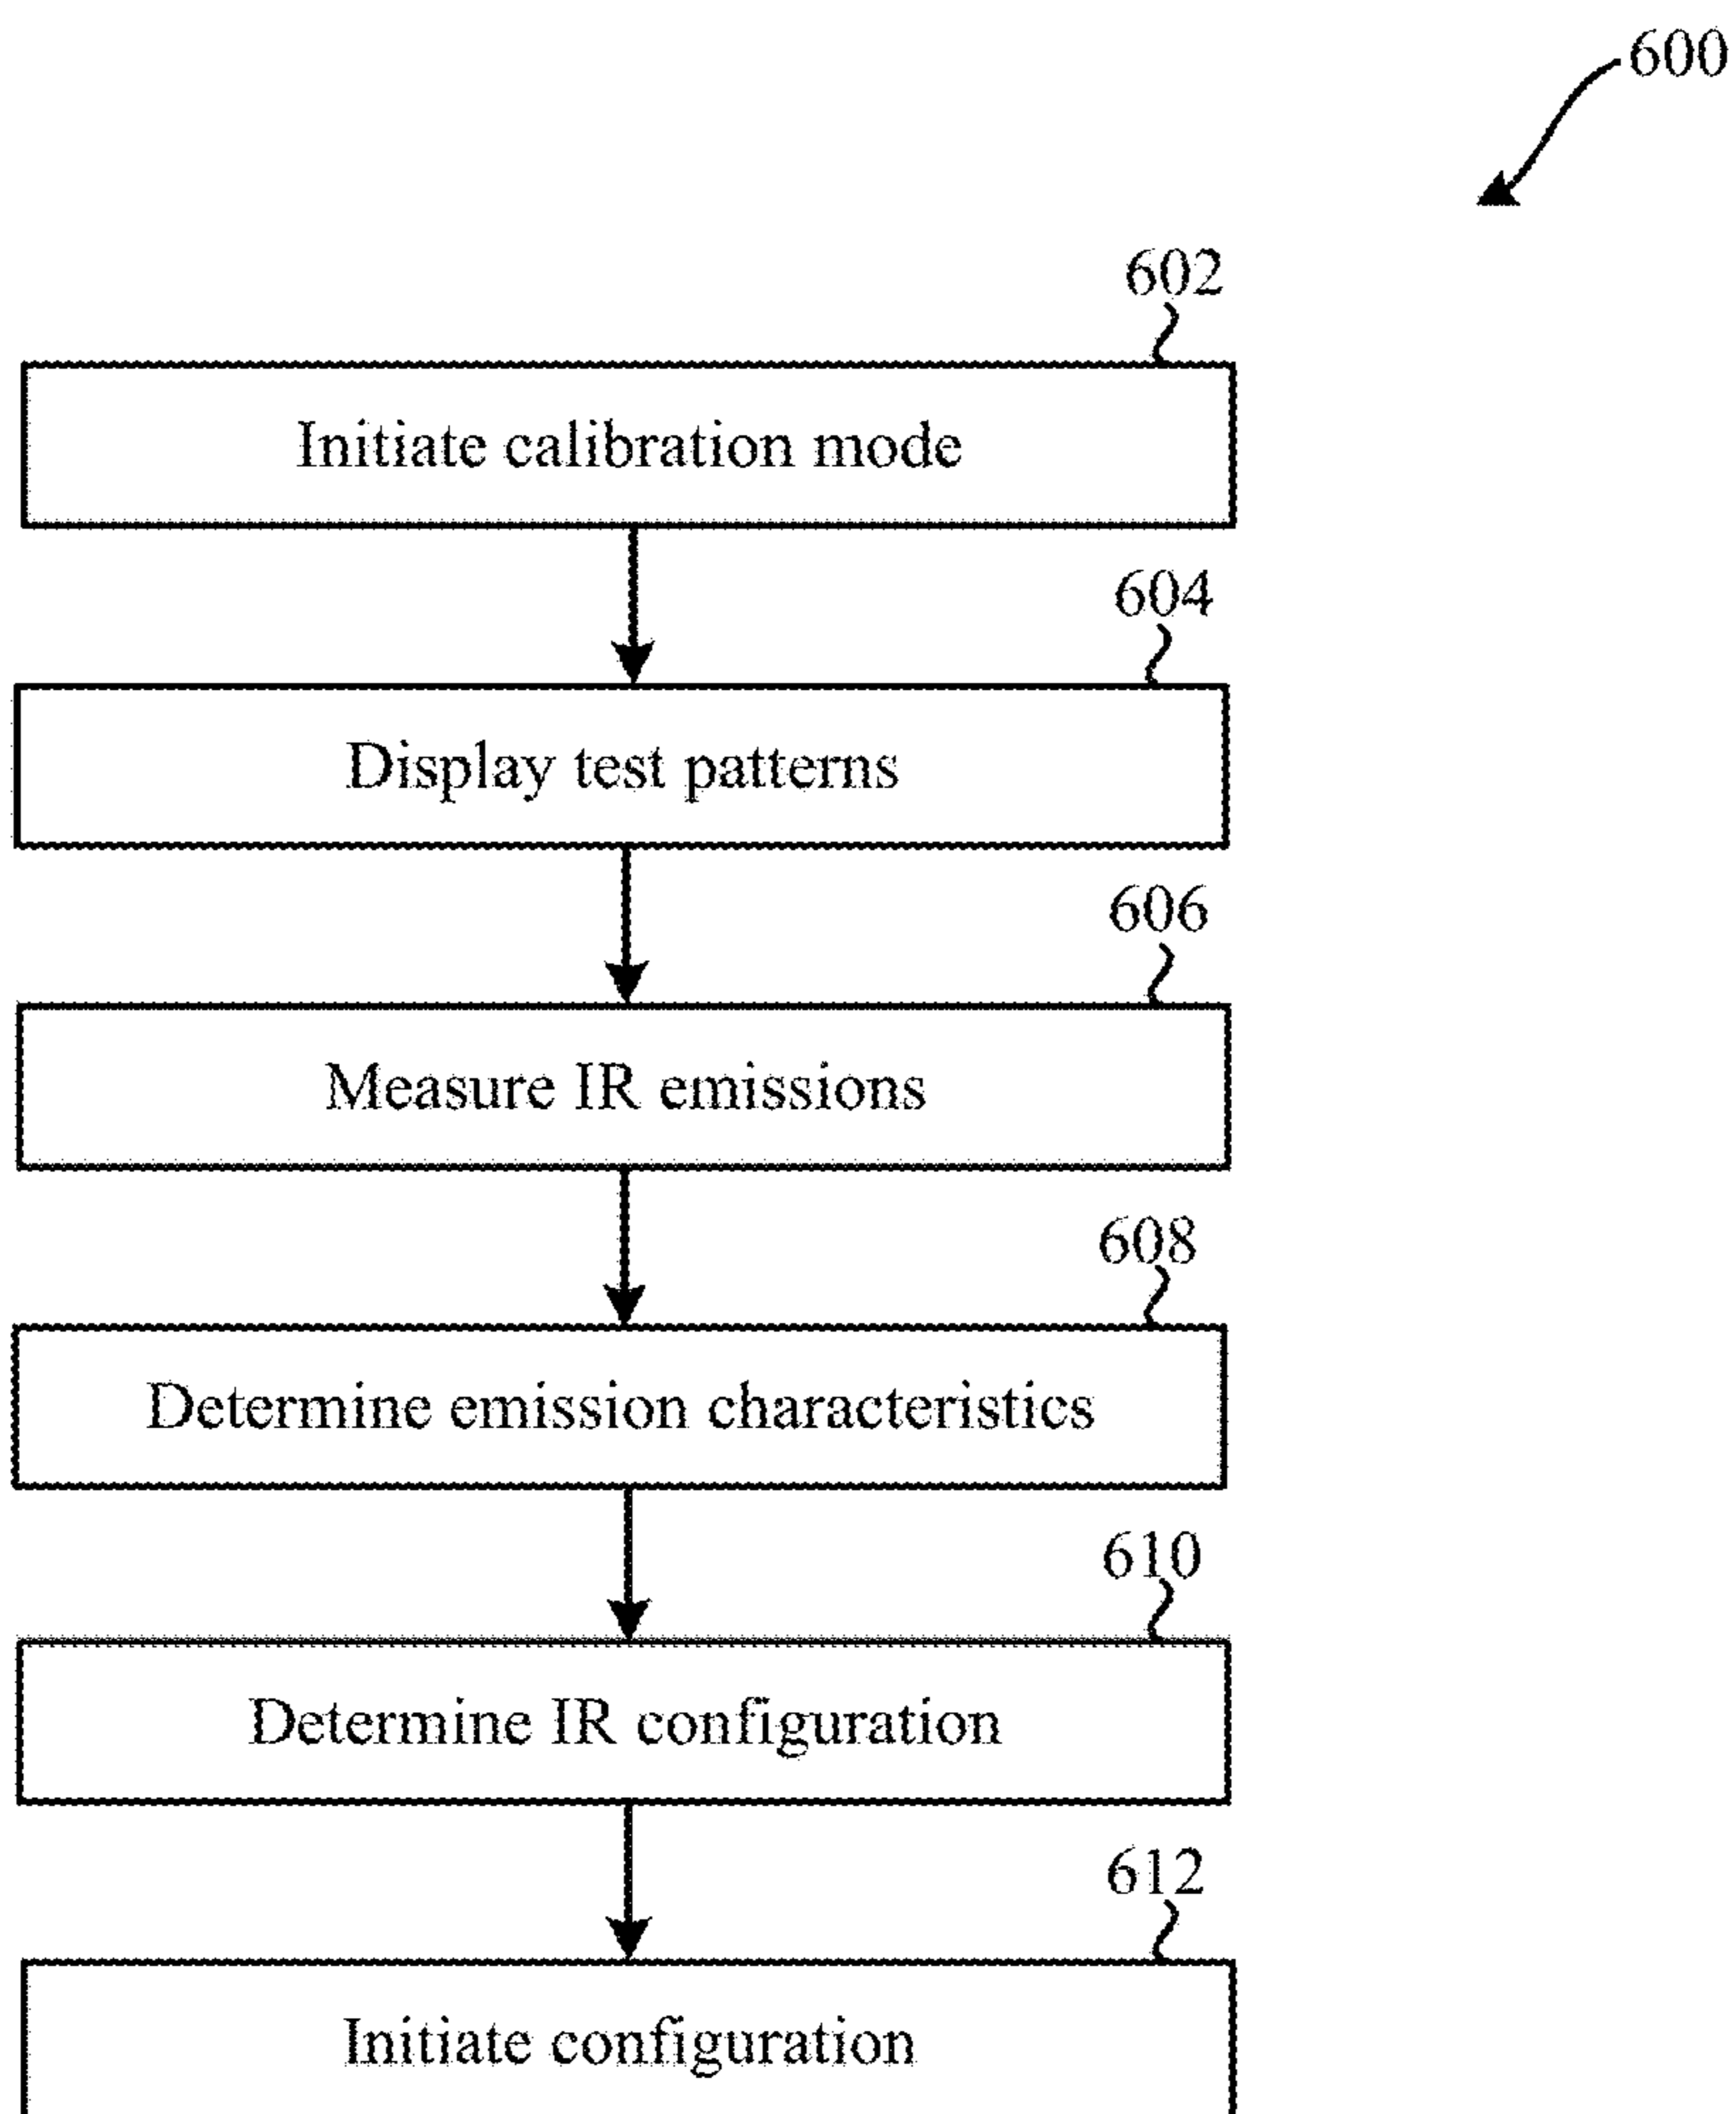 600
602
Initiate calibration mode
604
Display test patterns
606
Measure IR emissions
608
Determine emission characteristics
610
Determine IR configuration
612
Initiate configuration